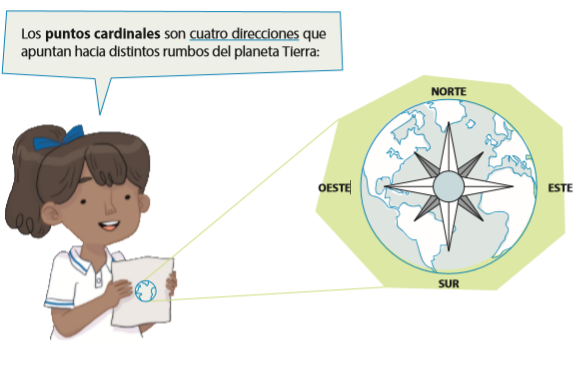 Los puntos cardinales son cuatro direcciones que
apuntan hacia distintos rumbos del planeta Tierra:
NORTE
OESTE
ESTE
SUR